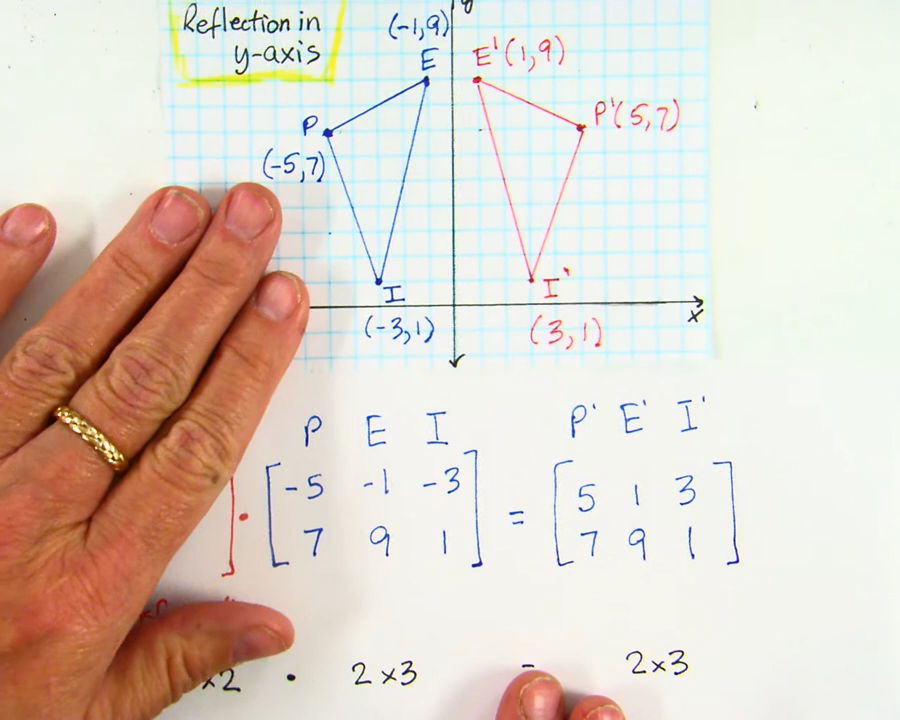 Reflection in
y-axis
y
(-1,9)
E
E'(1,9)
P
(-5,7)
P'(5,7)
I
(-3,1)
I'
(3,1)
x
P E I
P' E' I'
] · [ -5 -1 -3 ] = [ 5 1 3 ]
7 9 1 7 9 1
×2 · 2×3 2×3